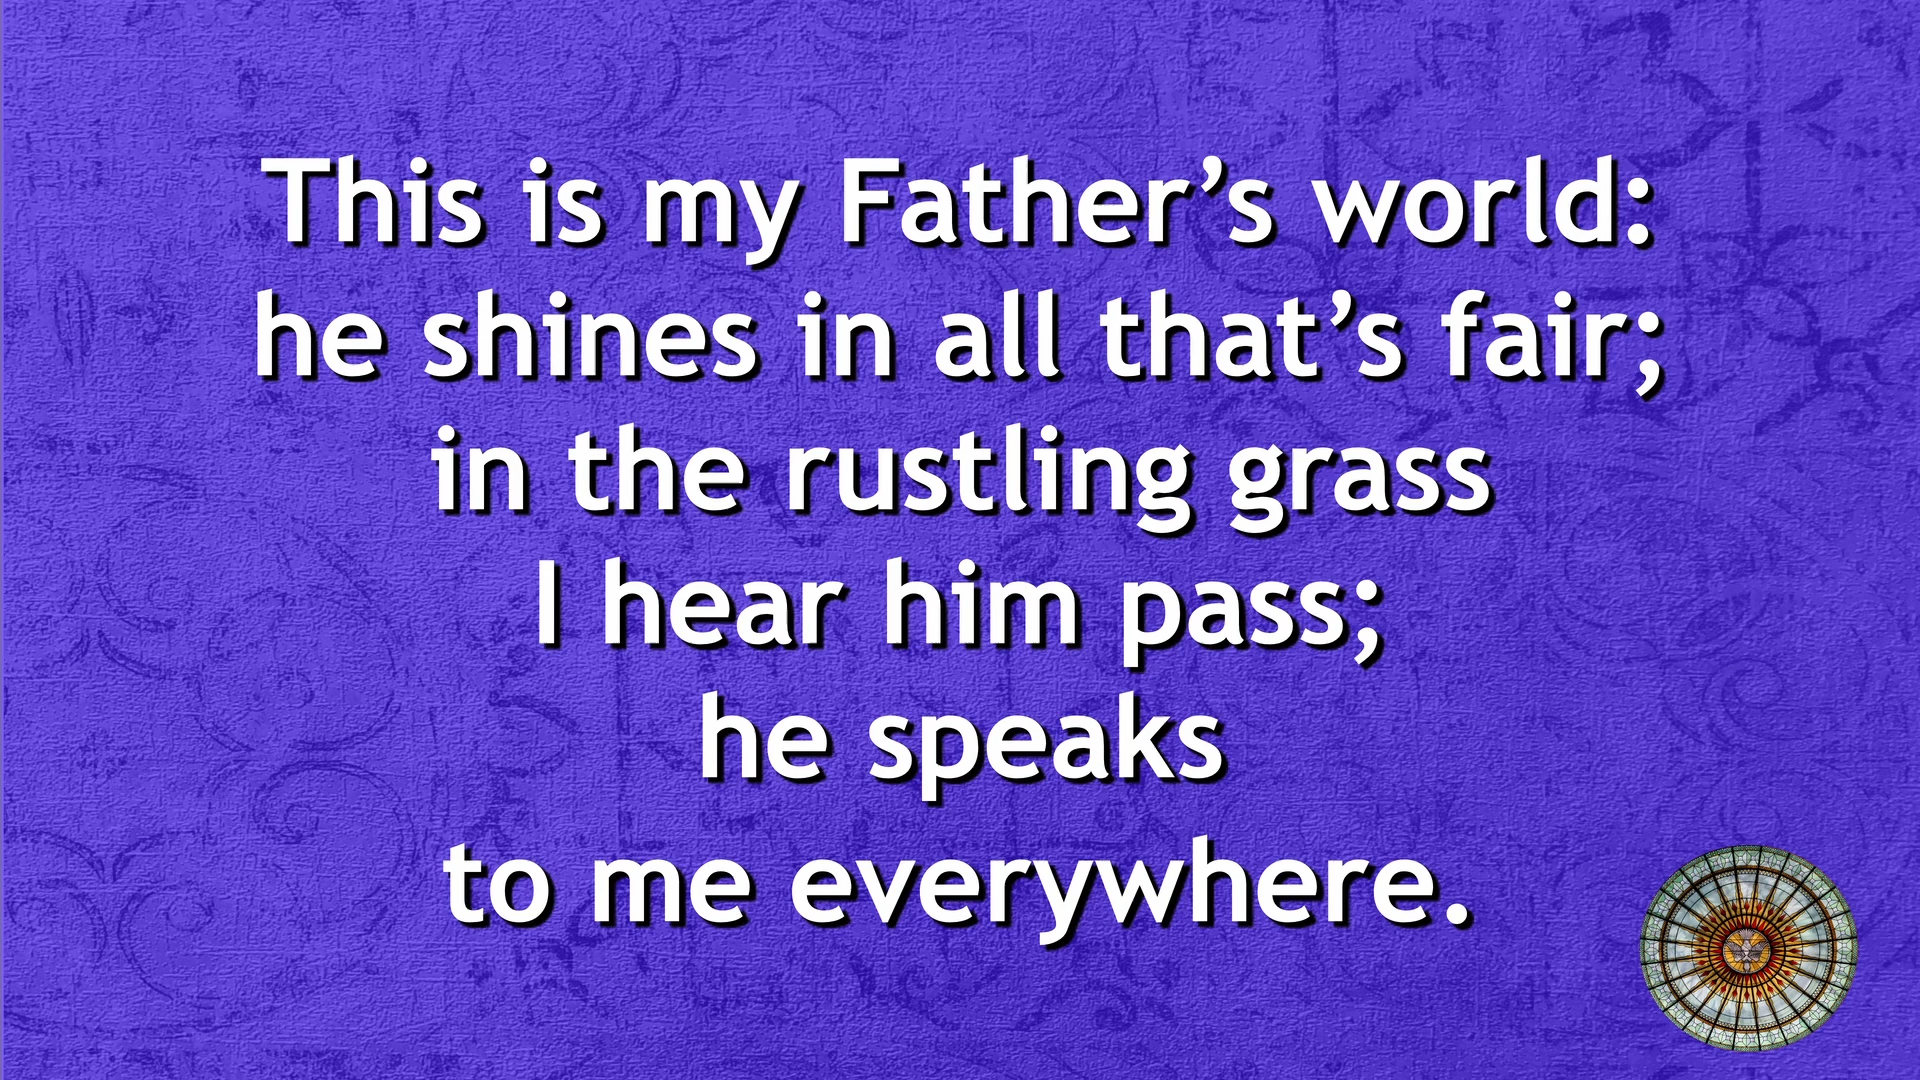 This is my Father’s world:
he shines in all that’s fair;
in the rustling grass
I hear him pass;
he speaks
to me everywhere.